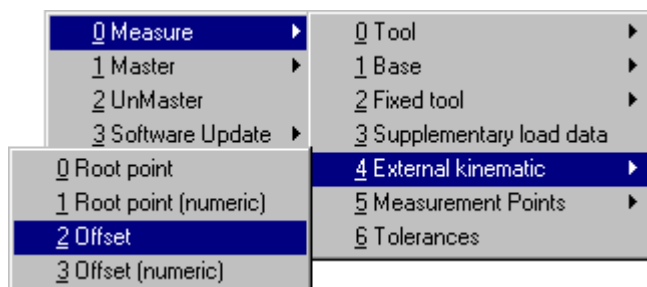 0 Measure
1 Master
2 UnMaster
3 Software Update
0 Tool
1 Base
2 Fixed tool
3 Supplementary load data
4 External kinematic
5 Measurement Points
6 Tolerances
0 Root point
1 Root point (numeric)
2 Offset
3 Offset (numeric)